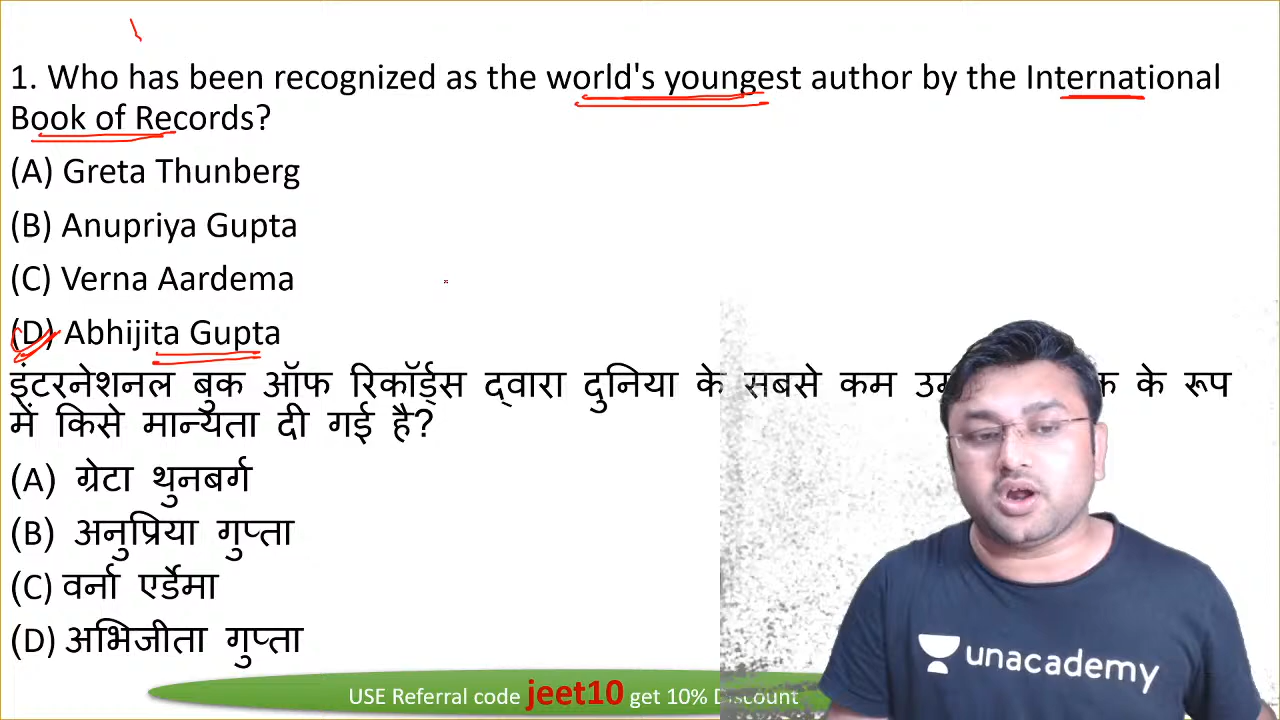 1. Who has been recognized as the world's youngest author by the International
Book of Records?
(A) Greta Thunberg
(B) Anupriya Gupta
(C) Verna Aardema
(D) Abhijita Gupta
इंटरनेशनल बुक ऑफ रिकॉर्ड्स द्वारा दुनिया के सबसे कम के रूप
में किसे मान्यता दी गई है?
(A) ग्रेटा थुनबर्ग
(B) अनुप्रिया गुप्ता
(C) वर्ना एर्डेमा
(D) अभिजीता गुप्ता
unacademy
USE Referral code jeet10 get 10% Discount